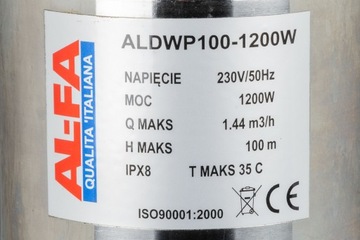 ALDWP100-1200W
NAPIĘCIE 230V/50Hz
MOC 1200W
Q MAKS 1.44 m3/h
H MAKS 100 m
IPX8 T MAKS 35 C
ISO90001:2000 CE
AL-FA
QUALITA 'ITALIANA